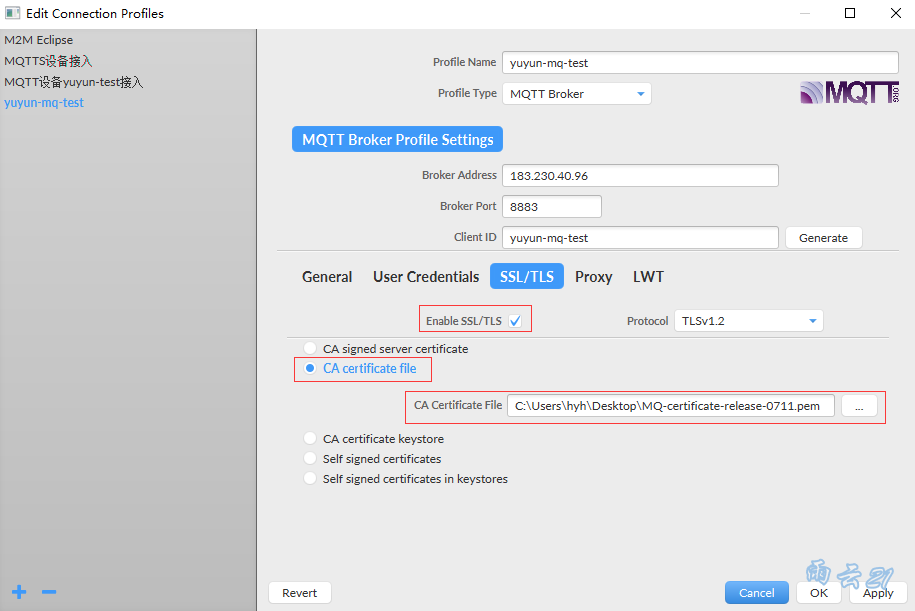 Edit Connection Profiles
M2M Eclipse
MQTTS设备接入
MQTT设备yuyun-test接入
yuyun-mq-test
Profile Name yuyun-mq-test
Profile Type MQTT Broker
MQTT.ORG
MQTT Broker Profile Settings
Broker Address 183.230.40.96
Broker Port 8883
Client ID yuyun-mq-test Generate
General User Credentials SSL/TLS Proxy LWT
Enable SSL/TLS Protocol TLSv1.2
CA signed server certificate
CA certificate file
CA Certificate File C:\Users\hyh\Desktop\MQ-certificate-release-0711.pem ...
CA certificate keystore
Self signed certificates
Self signed certificates in keystores
雨云21
Revert Cancel OK Apply